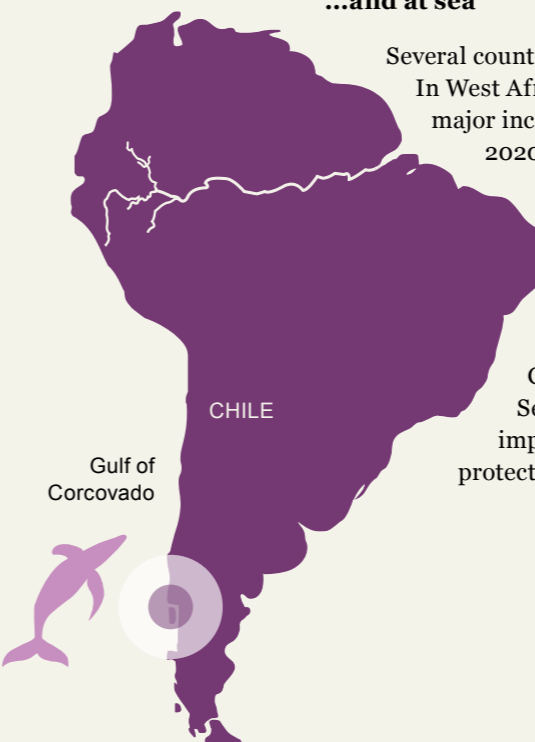 ...and at sea
Several count
In West Afr
major inc
2020
CHILE
Se
imp
protect
Gulf of
Corcovado